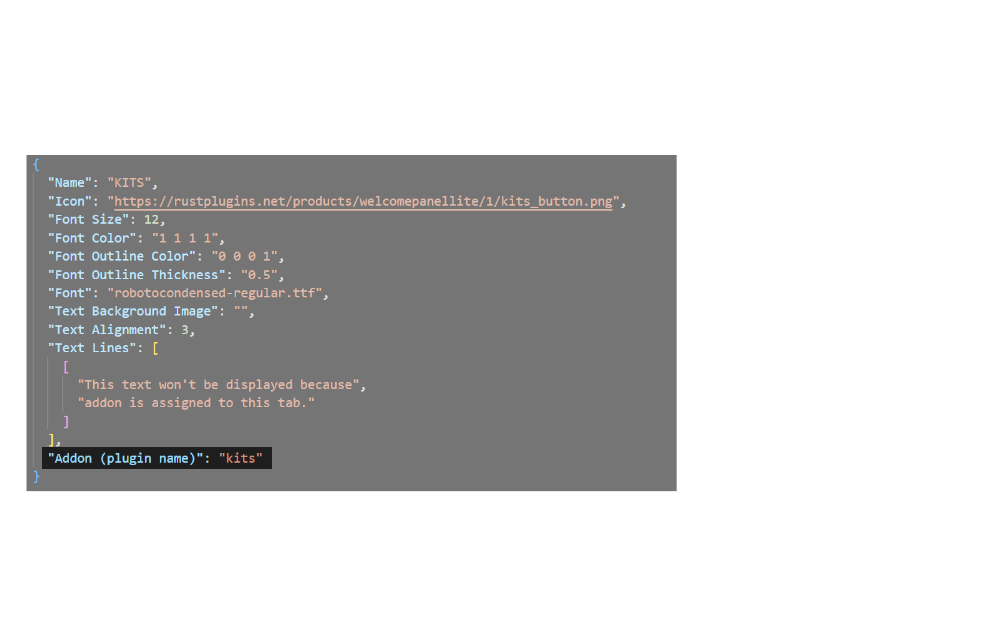 {
"Name": "KITS",
"Icon": "https://rustplugins.net/products/welcomepanellite/1/kits_button.png",
"Font Size": 12,
"Font Color": "1 1 1 1",
"Font Outline Color": "0 0 0 1",
"Font Outline Thickness": "0.5",
"Font": "robotocondensed-regular.ttf",
"Text Background Image": "",
"Text Alignment": 3,
"Text Lines": [
[
"This text won't be displayed because",
"addon is assigned to this tab."
]
],
"Addon (plugin name)": "kits"
}